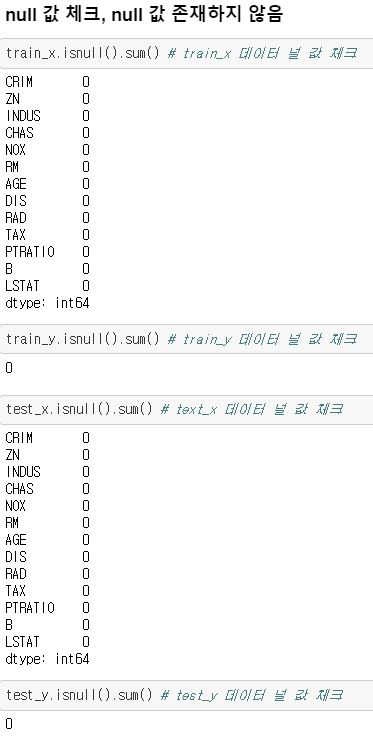 null 값 체크, null 값 존재하지 않음
train_x.isnull().sum() # train_x 데이터 널 값 체크
CRIM 0
ZN 0
INDUS 0
CHAS 0
NOX 0
RM 0
AGE 0
DIS 0
RAD 0
TAX 0
PTRATIO 0
B 0
LSTAT 0
dtype: int64
train_y.isnull().sum() # train_y 데이터 널 값 체크
0
test_x.isnull().sum() # text_x 데이터 널 값 체크
CRIM 0
ZN 0
INDUS 0
CHAS 0
NOX 0
RM 0
AGE 0
DIS 0
RAD 0
TAX 0
PTRATIO 0
B 0
LSTAT 0
dtype: int64
test_y.isnull().sum() # test_y 데이터 널 값 체크
0